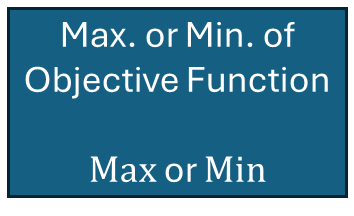 Max. or Min. of
Objective Function
Max or Min